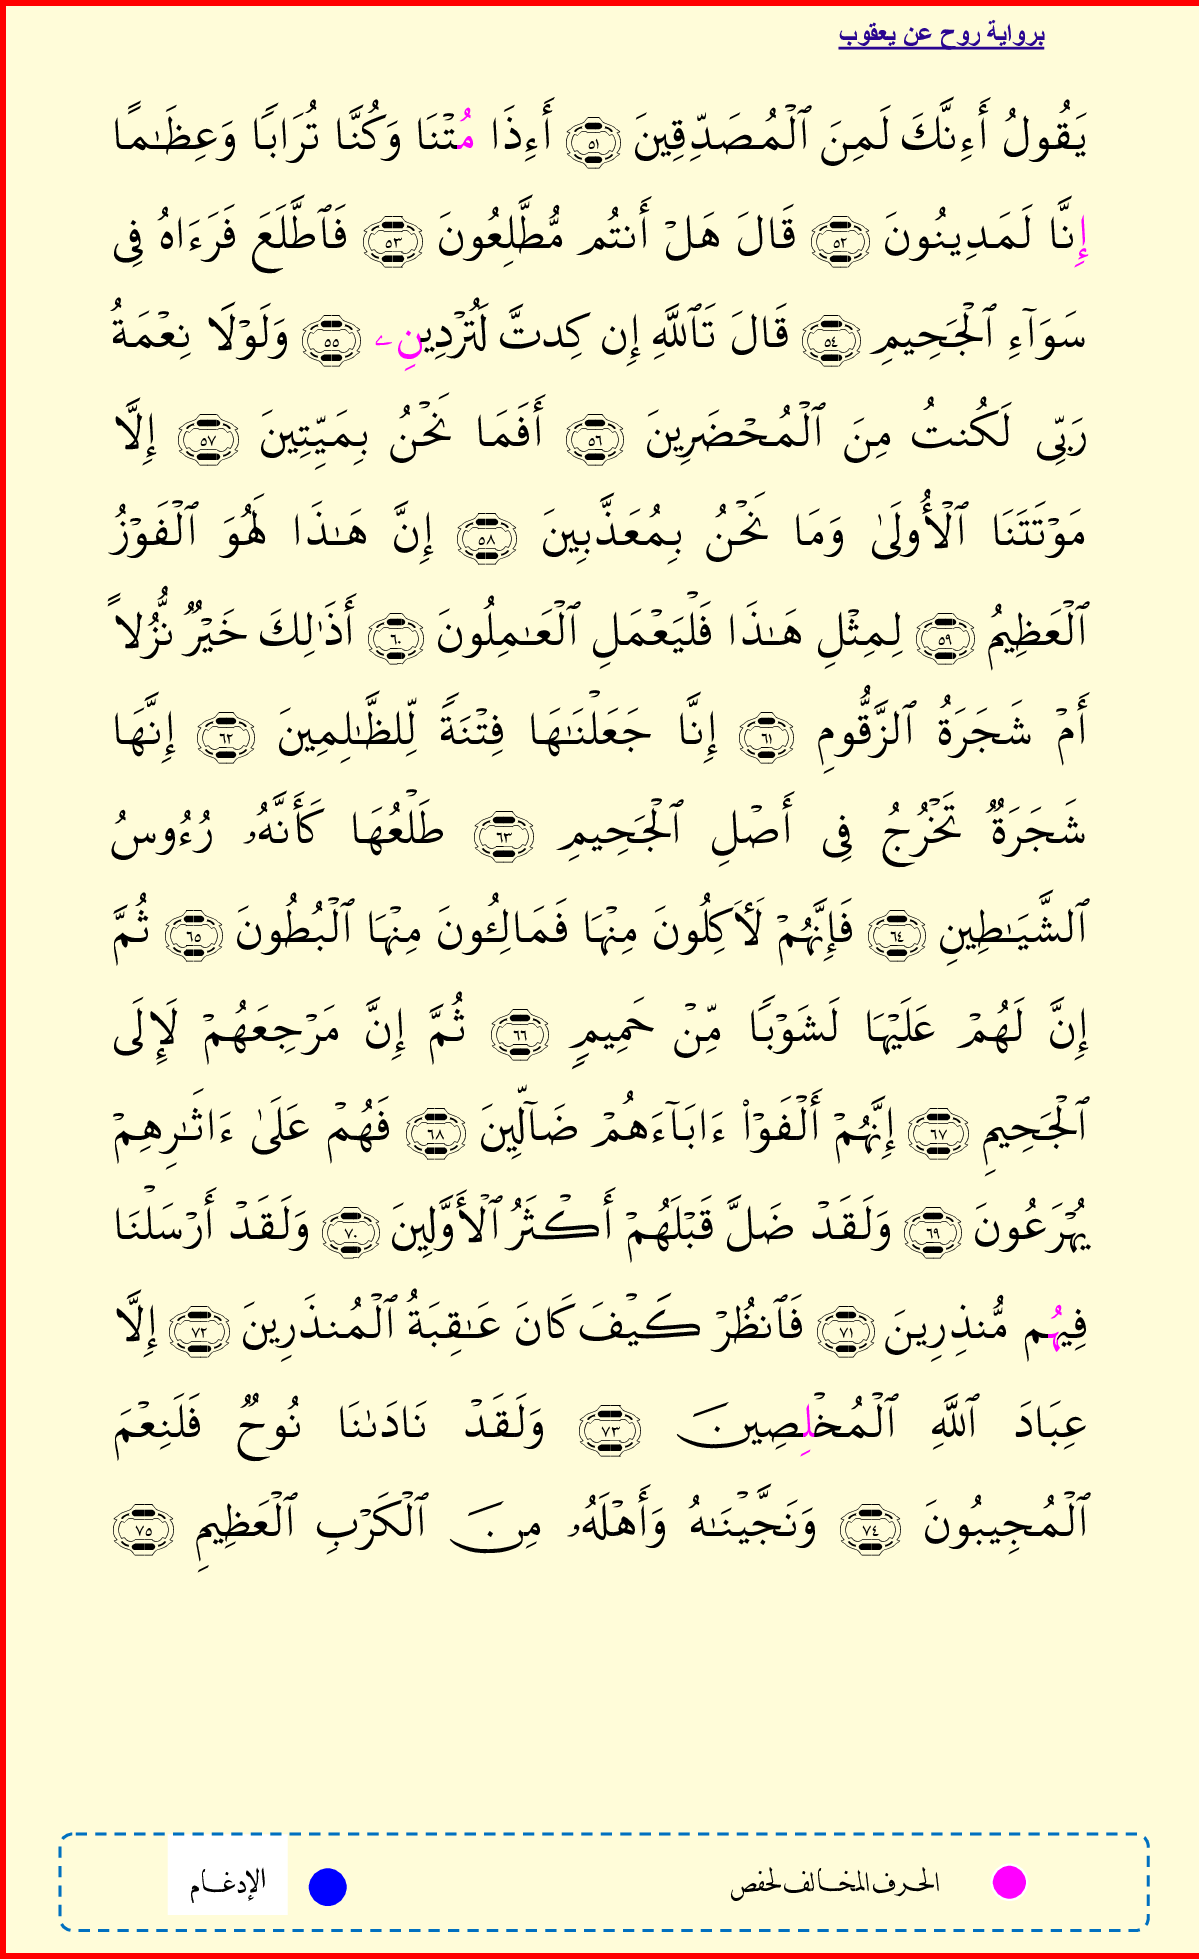 برواية روح عن يعقوب
يَقُولُ أَءِنَّكَ لَمِنَ ٱلْمُصَدِّقِينَ ٥١ أَءِذَا مُتْنَا وَكُنَّا تُرَابًا وَعِظَـٰمًا
إِنَّا لَمَدِينُونَ ٥٢ قَالَ هَلْ أَنتُم مُّطَّلِعُونَ ٥٣ فَٱطَّلَعَ فَرَءَاهُ فِى
سَوَآءِ ٱلْجَحِيمِ ٥٤ قَالَ تَٱللَّهِ إِن كِدتَّ لَتُرْدِينِۦ ٥٥ وَلَوْلَا نِعْمَةُ
رَبِّى لَكُنتُ مِنَ ٱلْمُحْضَرِينَ ٥٦ أَفَمَا نَحْنُ بِمَيِّتِينَ ٥٧ إِلَّا
مَوْتَتَنَا ٱلْأُولَىٰ وَمَا نَحْنُ بِمُعَذَّبِينَ ٥٨ إِنَّ هَـٰذَا لَهُوَ ٱلْفَوْزُ
ٱلْعَظِيمُ ٥٩ لِمِثْلِ هَـٰذَا فَلْيَعْمَلِ ٱلْعَـٰمِلُونَ ٦٠ أَذَٰلِكَ خَيْرٌ نُّزُلًا
أَمْ شَجَرَةُ ٱلزَّقُّومِ ٦١ إِنَّا جَعَلْنَـٰهَا فِتْنَةً لِّلظَّـٰلِمِينَ ٦٢ إِنَّهَا
شَجَرَةٌ تَخْرُجُ فِى أَصْلِ ٱلْجَحِيمِ ٦٣ طَلْعُهَا كَأَنَّهُۥ رُءُوسُ
ٱلشَّيَـٰطِينِ ٦٤ فَإِنَّهُمْ لَـَٔاكِلُونَ مِنْهَا فَمَالِـُٔونَ مِنْهَا ٱلْبُطُونَ ٦٥ ثُمَّ
إِنَّ لَهُمْ عَلَيْهَا لَشَوْبًا مِّنْ حَمِيمٍ ٦٦ ثُمَّ إِنَّ مَرْجِعَهُمْ لَإِلَى
ٱلْجَحِيمِ ٦٧ إِنَّهُمْ أَلْفَوْا۟ ءَابَآءَهُمْ ضَآلِّينَ ٦٨ فَهُمْ عَلَىٰ ءَاثَـٰرِهِمْ
يُهْرَعُونَ ٦٩ وَلَقَدْ ضَلَّ قَبْلَهُمْ أَكْثَرُ ٱلْأَوَّلِينَ ٧٠ وَلَقَدْ أَرْسَلْنَا
فِيهُم مُّنذِرِينَ ٧١ فَٱنظُرْ كَيْفَ كَانَ عَـٰقِبَةُ ٱلْمُنذَرِينَ ٧٢ إِلَّا
عِبَادَ ٱللَّهِ ٱلْمُخْلِصِينَ ٧٣ وَلَقَدْ نَادَىٰنَا نُوحٌ فَلَنِعْمَ
ٱلْمُجِيبُونَ ٧٤ وَنَجَّيْنَـٰهُ وَأَهْلَهُۥ مِنَ ٱلْكَرْبِ ٱلْعَظِيمِ ٧٥
الحرف المخالف لحفص الإدغام